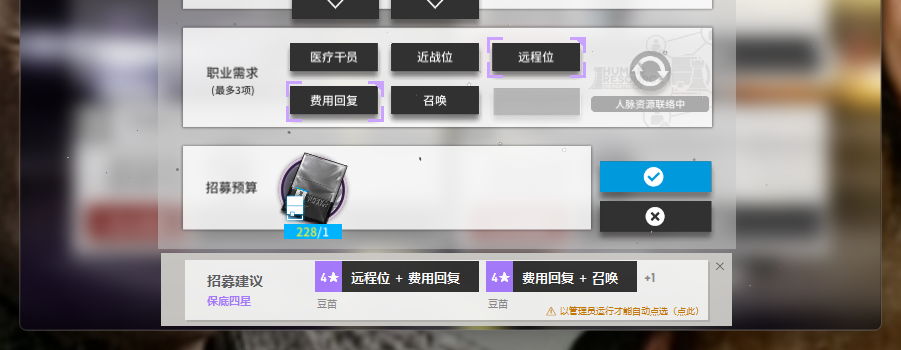 医疗干员 近战位 远程位
职业需求
(最多3项)
费用回复 召唤
人脉资源联络中
招募预算
228/1
招募建议
保底四星
4★ 远程位 + 费用回复 4★ 费用回复 + 召唤 +1
豆苗 豆苗
以管理员运行才能自动点选（点此）